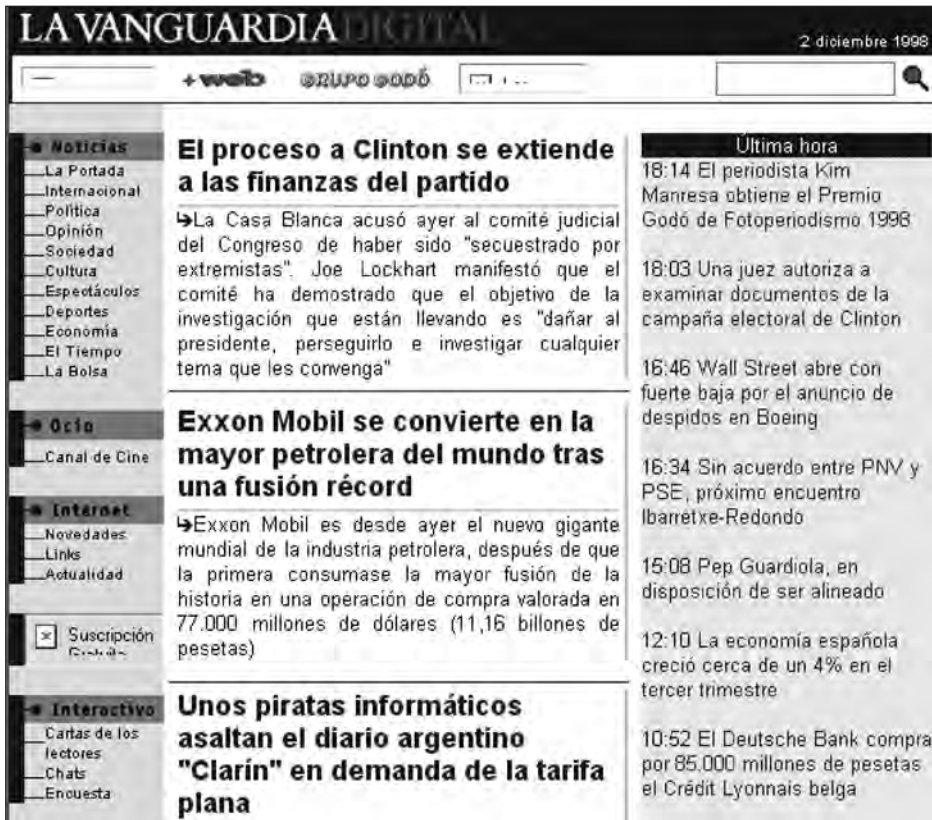 LA VANGUARDIA DIGITAL
2 diciembre 1998
+web GRUPO GODÓ
Noticias
La Portada
Internacional
Política
Opinión
Sociedad
Cultura
Espectáculos
Deportes
Economía
El Tiempo
La Bolsa
Ocio
Canal de Cine
Internet
Novedades
Links
Actualidad
Suscripción
Interactivo
Cartas de los
lectores
Chats
Encuesta
El proceso a Clinton se extiende
a las finanzas del partido
La Casa Blanca acusó ayer al comité judicial
del Congreso de haber sido "secuestrado por
extremistas". Joe Lockhart manifestó que el
comité ha demostrado que el objetivo de la
investigación que están llevando es "dañar al
presidente, perseguirlo e investigar cualquier
tema que les convenga"
Exxon Mobil se convierte en la
mayor petrolera del mundo tras
una fusión récord
Exxon Mobil es desde ayer el nuevo gigante
mundial de la industria petrolera, después de que
la primera consumase la mayor fusión de la
historia en una operación de compra valorada en
77.000 millones de dólares (11,16 billones de
pesetas)
Unos piratas informáticos
asaltan el diario argentino
"Clarín" en demanda de la tarifa
plana
Última hora
18:14 El periodista Kim
Manresa obtiene el Premio
Godó de Fotoperiodismo 1998
18:03 Una juez autoriza a
examinar documentos de la
campaña electoral de Clinton
16:46 Wall Street abre con
fuerte baja por el anuncio de
despidos en Boeing
16:34 Sin acuerdo entre PNV y
PSE, próximo encuentro
Ibarretxe-Redondo
15:08 Pep Guardiola, en
disposición de ser alineado
12:10 La economía española
creció cerca de un 4% en el
tercer trimestre
10:52 El Deutsche Bank compra
por 85.000 millones de pesetas
el Crédit Lyonnais belga